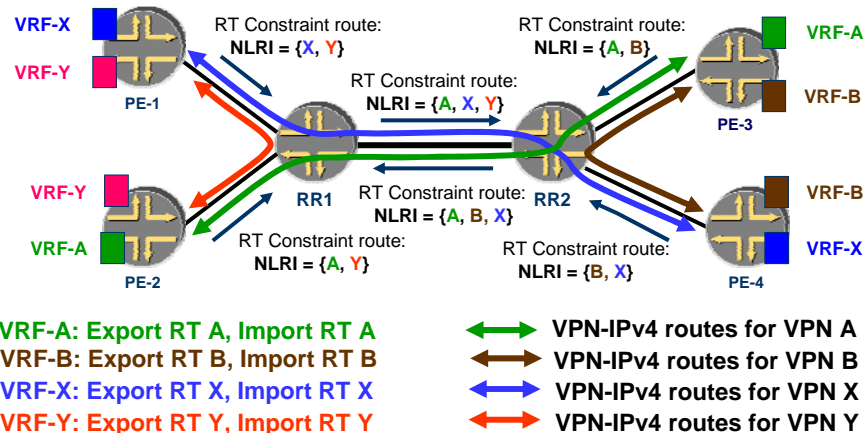 VRF-X
VRF-Y
PE-1
RT Constraint route:
NLRI = {X, Y}
RT Constraint route:
NLRI = {A, B}
VRF-A
VRF-B
PE-3
RT Constraint route:
NLRI = {A, X, Y}
RR1
RR2
RT Constraint route:
NLRI = {A, B, X}
VRF-Y
VRF-A
PE-2
RT Constraint route:
NLRI = {A, Y}
RT Constraint route:
NLRI = {B, X}
VRF-B
VRF-X
PE-4
VRF-A: Export RT A, Import RT A
VRF-B: Export RT B, Import RT B
VRF-X: Export RT X, Import RT X
VRF-Y: Export RT Y, Import RT Y
VPN-IPv4 routes for VPN A
VPN-IPv4 routes for VPN B
VPN-IPv4 routes for VPN X
VPN-IPv4 routes for VPN Y